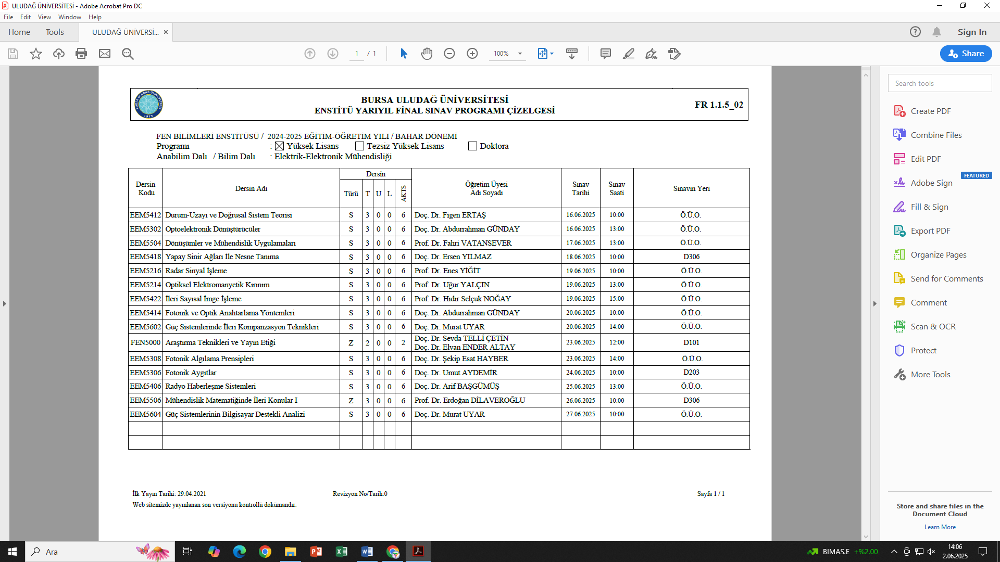 ULUDAĞ ÜNİVERSİTESİ - Adobe Acrobat Pro DC
File Edit View Window Help
Home Tools ULUDAĞ ÜNİVERSİ... Sign In
1 / 1 100% Share
BURSA ULUDAĞ ÜNİVERSİTESİ
ENSTİTÜ YARIYIL FİNAL SINAV PROGRAMI ÇİZELGESİ
FR 1.1.5_02
BURSA ULUDAĞ ÜNİVERSİTESİ 1975
FEN BİLİMLERİ ENSTİTÜSÜ / 2024-2025 EĞİTİM-ÖĞRETİM YILI / BAHAR DÖNEMİ
Programı : Yüksek Lisans Tezsiz Yüksek Lisans Doktora
Anabilim Dalı / Bilim Dalı : Elektrik-Elektronik Mühendisliği
Dersin Kodu Dersin Adı Dersin Türü T U L AKTS Öğretim Üyesi Adı Soyadı Sınav Tarihi Sınav Saati Sınavın Yeri
EEM5412 Durum-Uzayı ve Doğrusal Sistem Teorisi S 3 0 0 6 Doç. Dr. Figen ERTAŞ 16.06.2025 10:00 Ö.Ü.O.
EEM5302 Optoelektronik Dönüştürücüler S 3 0 0 6 Doç. Dr. Abdurrahman GÜNDAY 16.06.2025 13:00 Ö.Ü.O.
EEM5504 Dönüşümler ve Mühendislik Uygulamaları S 3 0 0 6 Prof. Dr. Fahri VATANSEVER 17.06.2025 13:00 Ö.Ü.O.
EEM5418 Yapay Sinir Ağları İle Nesne Tanıma S 3 0 0 6 Doç. Dr. Ersen YILMAZ 18.06.2025 10:00 D306
EEM5216 Radar Sinyal İşleme S 3 0 0 6 Prof. Dr. Enes YİĞİT 19.06.2025 10:00 Ö.Ü.O.
EEM5214 Optiksel Elektromanyetik Kırınım S 3 0 0 6 Prof. Dr. Uğur YALÇIN 19.06.2025 13:00 Ö.Ü.O.
EEM5422 İleri Sayısal İmge İşleme S 3 0 0 6 Prof. Dr. Hıdır Selçuk NOĞAY 19.06.2025 15:00 Ö.Ü.O.
EEM5414 Fotonik ve Optik Anahtarlama Yöntemleri S 3 0 0 6 Doç. Dr. Abdurrahman GÜNDAY 20.06.2025 10:00 Ö.Ü.O.
EEM5602 Güç Sistemlerinde İleri Kompanzasyon Teknikleri S 3 0 0 6 Doç. Dr. Murat UYAR 20.06.2025 14:00 Ö.Ü.O.
FEN5000 Araştırma Teknikleri ve Yayın Etiği Z 2 0 0 2 Doç. Dr. Sevda TELLİ ÇETİN Doç. Dr. Elvan ENDER ALTAY 23.06.2025 12:00 D101
EEM5308 Fotonik Algılama Prensipleri S 3 0 0 6 Doç. Dr. Şekip Esat HAYBER 23.06.2025 14:00 Ö.Ü.O.
EEM5306 Fotonik Aygıtlar S 3 0 0 6 Doç. Dr. Umut AYDEMİR 24.06.2025 10:00 D203
EEM5406 Radyo Haberleşme Sistemleri S 3 0 0 6 Doç. Dr. Arif BAŞGÜMÜŞ 25.06.2025 13:00 Ö.Ü.O.
EEM5506 Mühendislik Matematiğinde İleri Konular I Z 3 0 0 6 Prof. Dr. Erdoğan DİLAVEROĞLU 26.06.2025 10:00 D306
EEM5604 Güç Sistemlerinin Bilgisayar Destekli Analizi S 3 0 0 6 Doç. Dr. Murat UYAR 27.06.2025 10:00 Ö.Ü.O.
İlk Yayın Tarihi: 29.04.2021 Revizyon No/Tarih:0 Sayfa 1 / 1
Web sitemizde yayınlanan son versiyonu kontrollü dokümandır.
Search tools
Create PDF
Combine Files
Edit PDF
FEATURED
Adobe Sign
Fill & Sign
Export PDF
Organize Pages
Send for Comments
Comment
Scan & OCR
Protect
More Tools
Store and share files in the
Document Cloud
Learn More
Ara
BIMAS.E +%2,00
14:06
2.06.2025